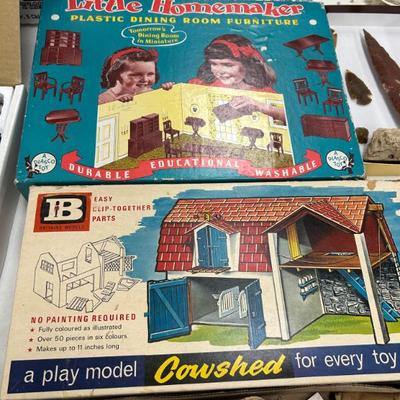 Little Homemaker
PLASTIC DINING ROOM FURNITURE
Tomorrow's
Dining Room
in Miniature
DURABLE EDUCATIONAL WASHABLE
A
TOY
A
TOY
B
BRITAINS MODELS
EASY
CLIP-TOGETHER
PARTS
NO PAINTING REQUIRED
★ Fully coloured as illustrated
★ Over 50 pieces in six colours
★ Makes up to 11 inches long
a play model Cowshed for every toy